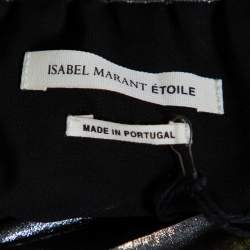 ISABEL MARANT ÉTOILE
MADE IN PORTUGAL